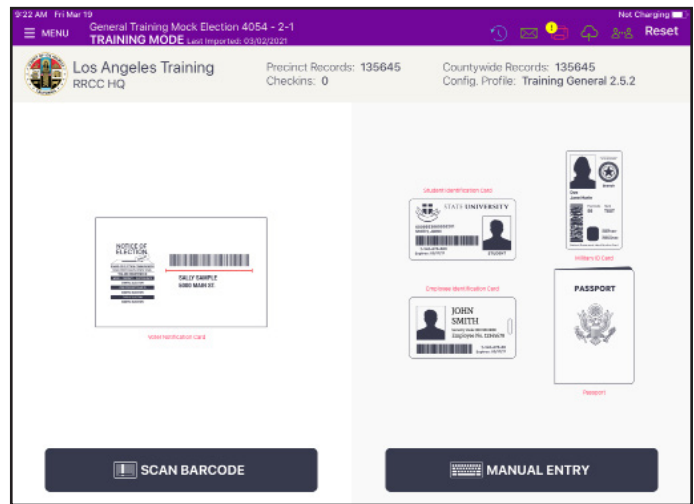 9:22 AM Fri Mar 19
Not Charging
MENU
General Training Mock Election 4054 - 2-1
TRAINING MODE Last Imported: 03/02/2021
!
Reset
Los Angeles Training
RRCC HQ
Precinct Records: 135645
Checkins: 0
Countywide Records: 135645
Config. Profile: Training General 2.5.2
NOTICE OF
ELECTION
SALLY SAMPLE
Voter Notification Card
Student Identification Card
STATE UNIVERSITY
STUDENT
Military ID Card
Employee Identification Card
JOHN
SMITH
Employee No.
PASSPORT
Passport
SCAN BARCODE
MANUAL ENTRY